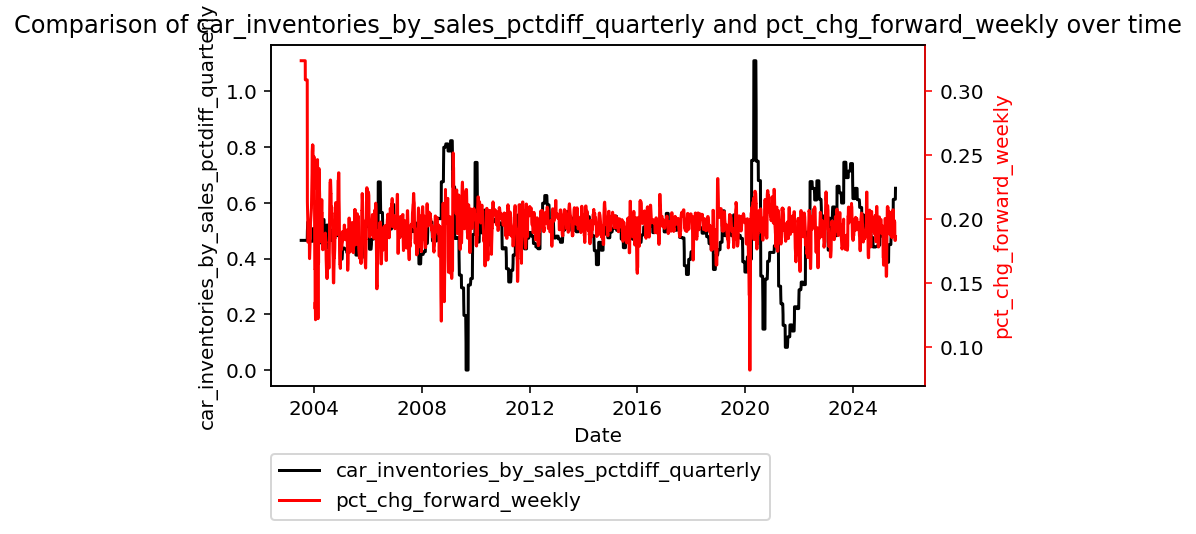 Comparison of car_inventories_by_sales_pctdiff_quarterly and pct_chg_forward_weekly over time
car_inventories_by_sales_pctdiff_quarterly
1.0
0.8
0.6
0.4
0.2
0.0
0.30
0.25
0.20
0.15
0.10
pct_chg_forward_weekly
2004 2008 2012 2016 2020 2024
Date
car_inventories_by_sales_pctdiff_quarterly
pct_chg_forward_weekly